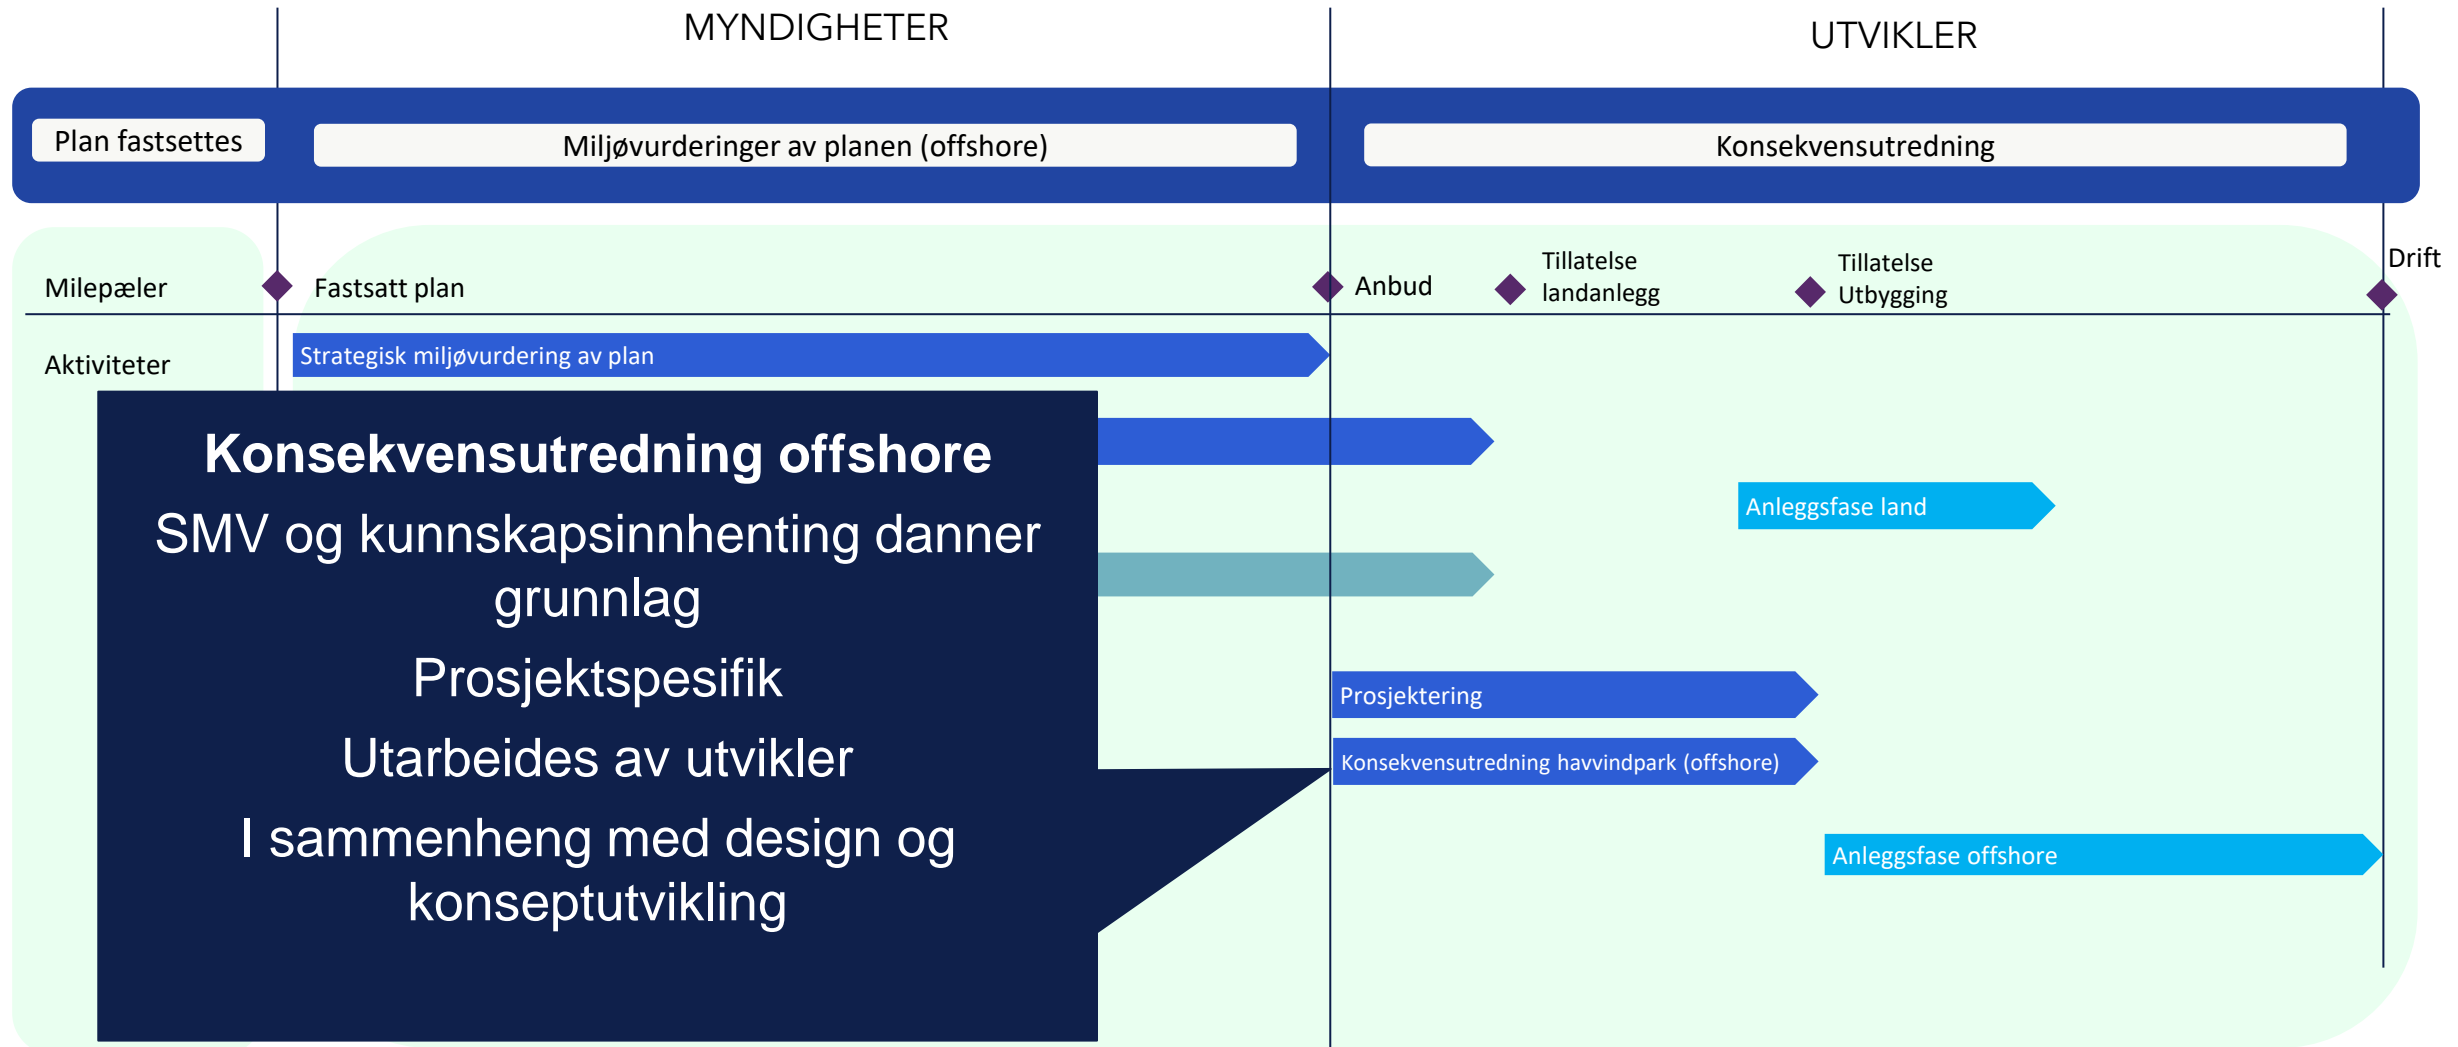 MYNDIGHETER
UTVIKLER
Plan fastsettes
Miljøvurderinger av planen (offshore)
Konsekvensutredning
Milepæler
Fastsatt plan
Anbud
Tillatelse
landanlegg
Tillatelse
Utbygging
Drift
Aktiviteter
Strategisk miljøvurdering av plan
Konsekvensutredning offshore
SMV og kunnskapsinnhenting danner
grunnlag
Prosjektspesifik
Utarbeides av utvikler
I sammenheng med design og
konseptutvikling
Anleggsfase land
Prosjektering
Konsekvensutredning havvindpark (offshore)
Anleggsfase offshore